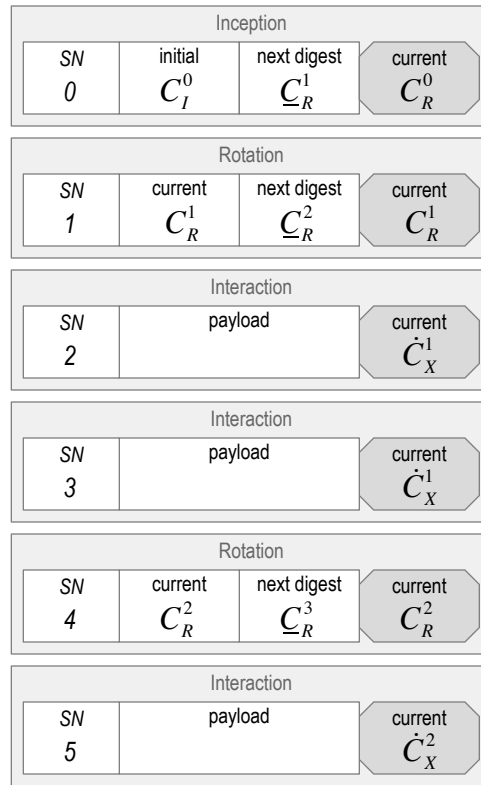 Inception
SN initial next digest current
0 C_I^0 C̲_R^1 C_R^0
Rotation
SN current next digest current
1 C_R^1 C̲_R^2 C_R^1
Interaction
SN payload current
2 Ċ_X^1
Interaction
SN payload current
3 Ċ_X^1
Rotation
SN current next digest current
4 C_R^2 C̲_R^3 C_R^2
Interaction
SN payload current
5 Ċ_X^2